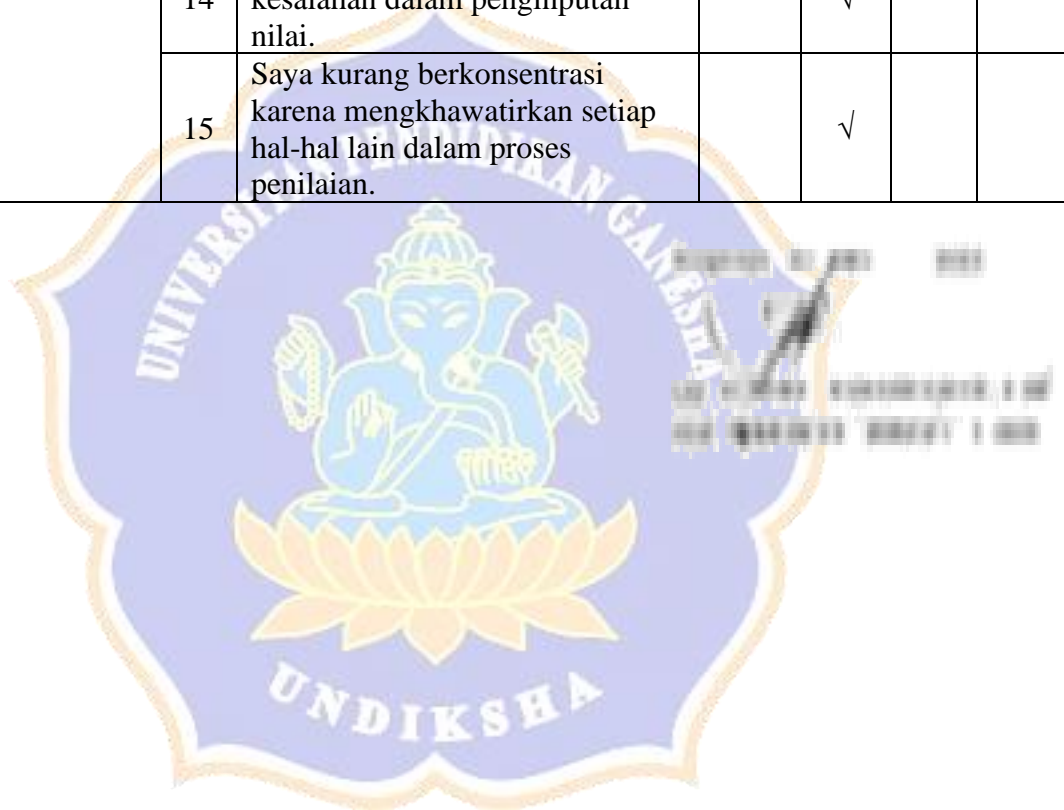 14 kesalahan dalam penginputan √
nilai.
Saya kurang berkonsentrasi
karena mengkhawatirkan setiap
15 hal-hal lain dalam proses √
penilaian.
UNIVERSITAS PENDIDIKAN GANESHA
UNDIKSHA